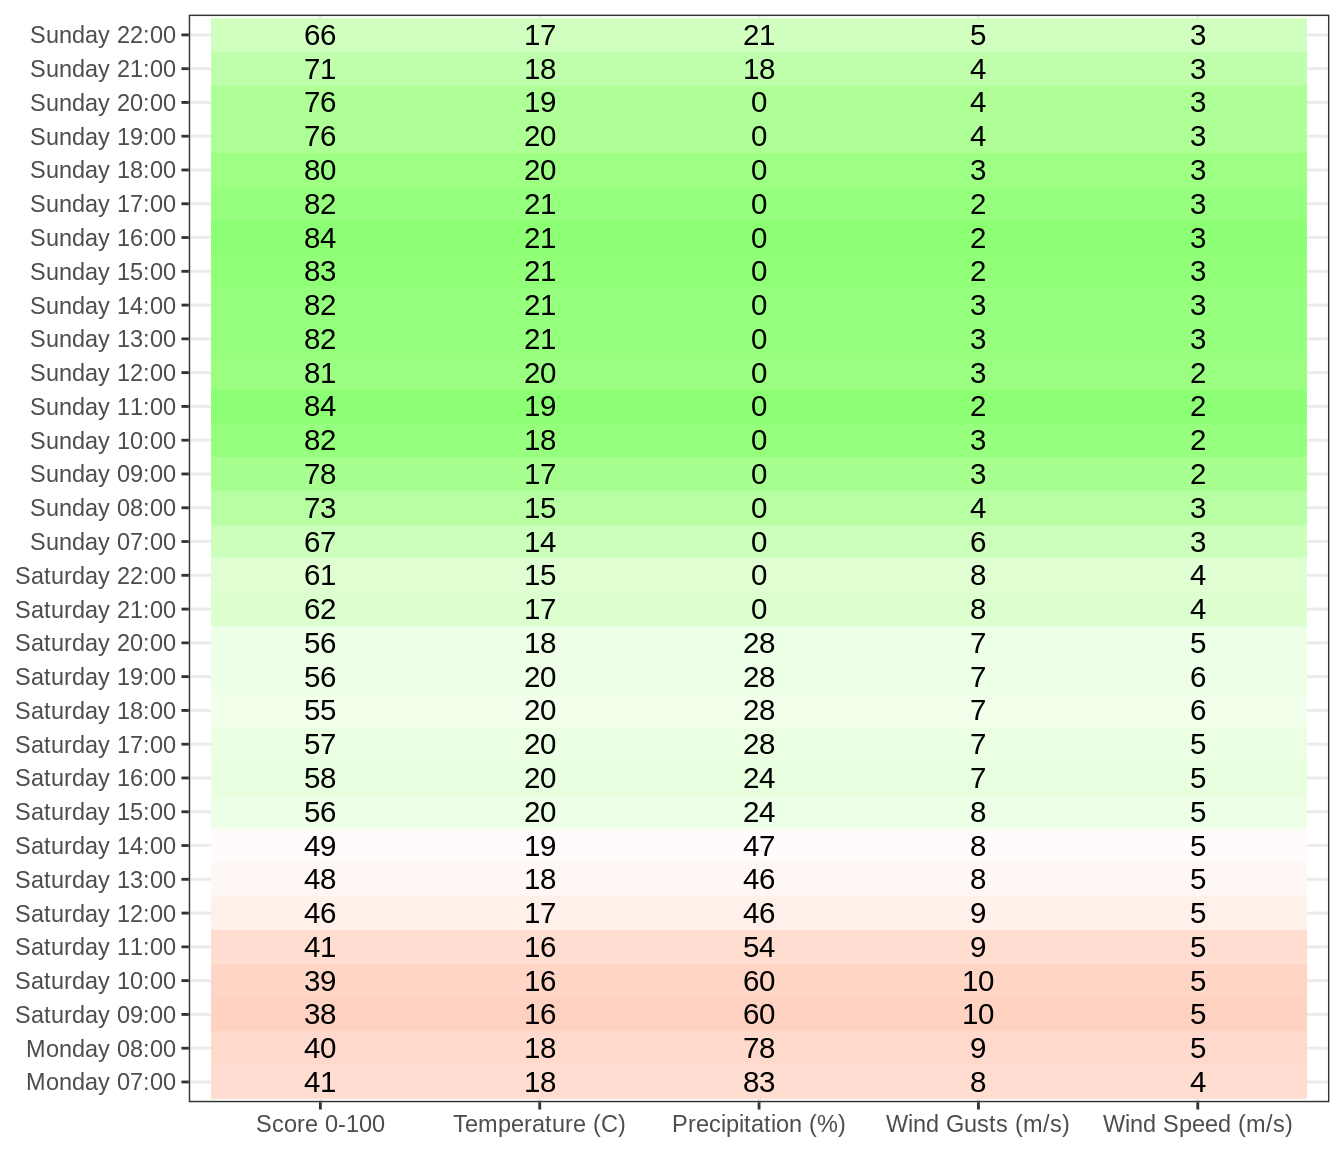 Sunday 22:00 66 17 21 5 3
Sunday 21:00 71 18 18 4 3
Sunday 20:00 76 19 0 4 3
Sunday 19:00 76 20 0 4 3
Sunday 18:00 80 20 0 3 3
Sunday 17:00 82 21 0 2 3
Sunday 16:00 84 21 0 2 3
Sunday 15:00 83 21 0 2 3
Sunday 14:00 82 21 0 3 3
Sunday 13:00 82 21 0 3 3
Sunday 12:00 81 20 0 3 2
Sunday 11:00 84 19 0 2 2
Sunday 10:00 82 18 0 3 2
Sunday 09:00 78 17 0 3 2
Sunday 08:00 73 15 0 4 3
Sunday 07:00 67 14 0 6 3
Saturday 22:00 61 15 0 8 4
Saturday 21:00 62 17 0 8 4
Saturday 20:00 56 18 28 7 5
Saturday 19:00 56 20 28 7 6
Saturday 18:00 55 20 28 7 6
Saturday 17:00 57 20 28 7 5
Saturday 16:00 58 20 24 7 5
Saturday 15:00 56 20 24 8 5
Saturday 14:00 49 19 47 8 5
Saturday 13:00 48 18 46 8 5
Saturday 12:00 46 17 46 9 5
Saturday 11:00 41 16 54 9 5
Saturday 10:00 39 16 60 10 5
Saturday 09:00 38 16 60 10 5
Monday 08:00 40 18 78 9 5
Monday 07:00 41 18 83 8 4
Score 0-100 Temperature (C) Precipitation (%) Wind Gusts (m/s) Wind Speed (m/s)